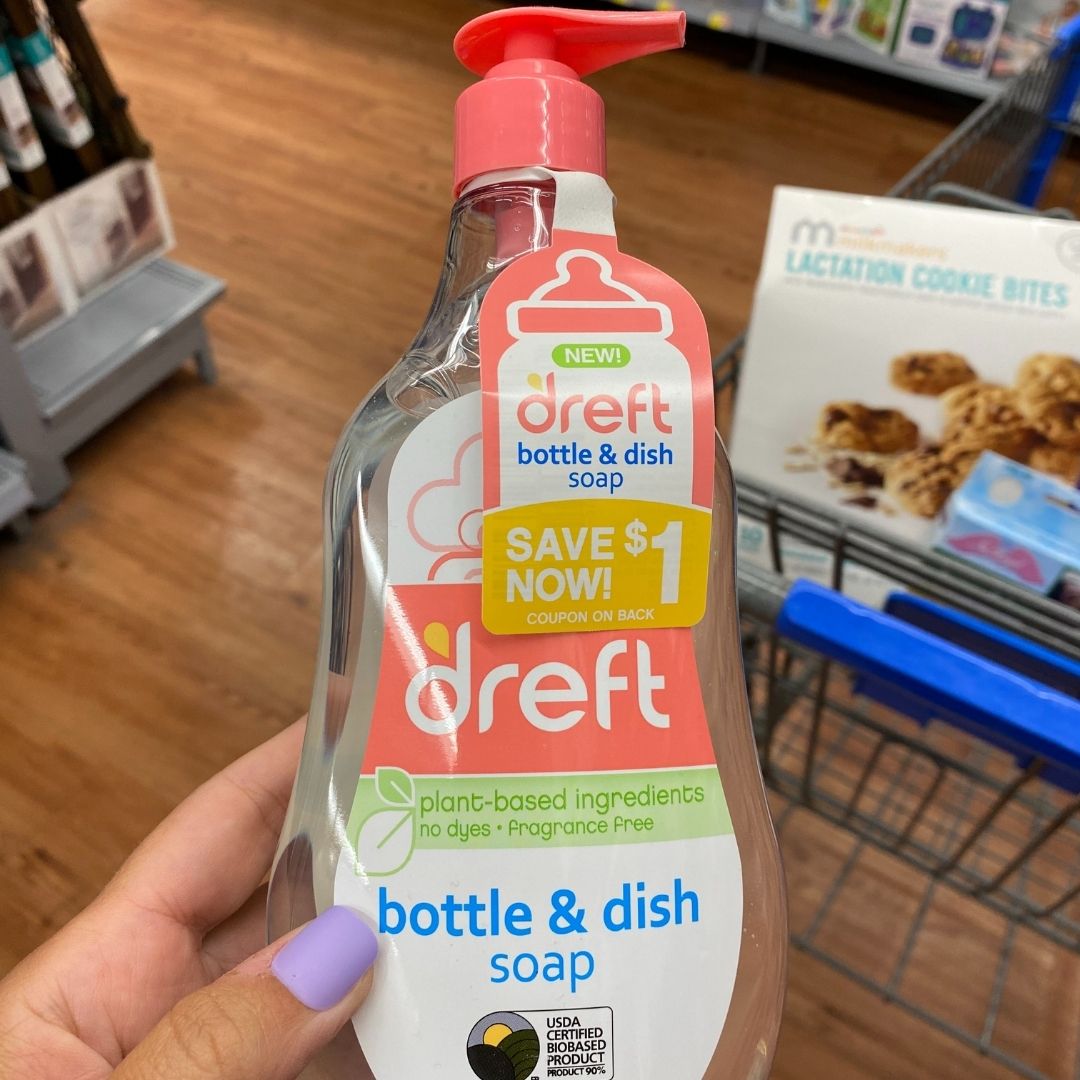 NEW!
dreft
bottle & dish
soap
SAVE $1
NOW!
COUPON ON BACK
dreft
plant-based ingredients
no dyes • fragrance free
bottle & dish
soap
USDA
CERTIFIED
BIOBASED
PRODUCT
PRODUCT 90%
milkmakers
LACTATION COOKIE BITES